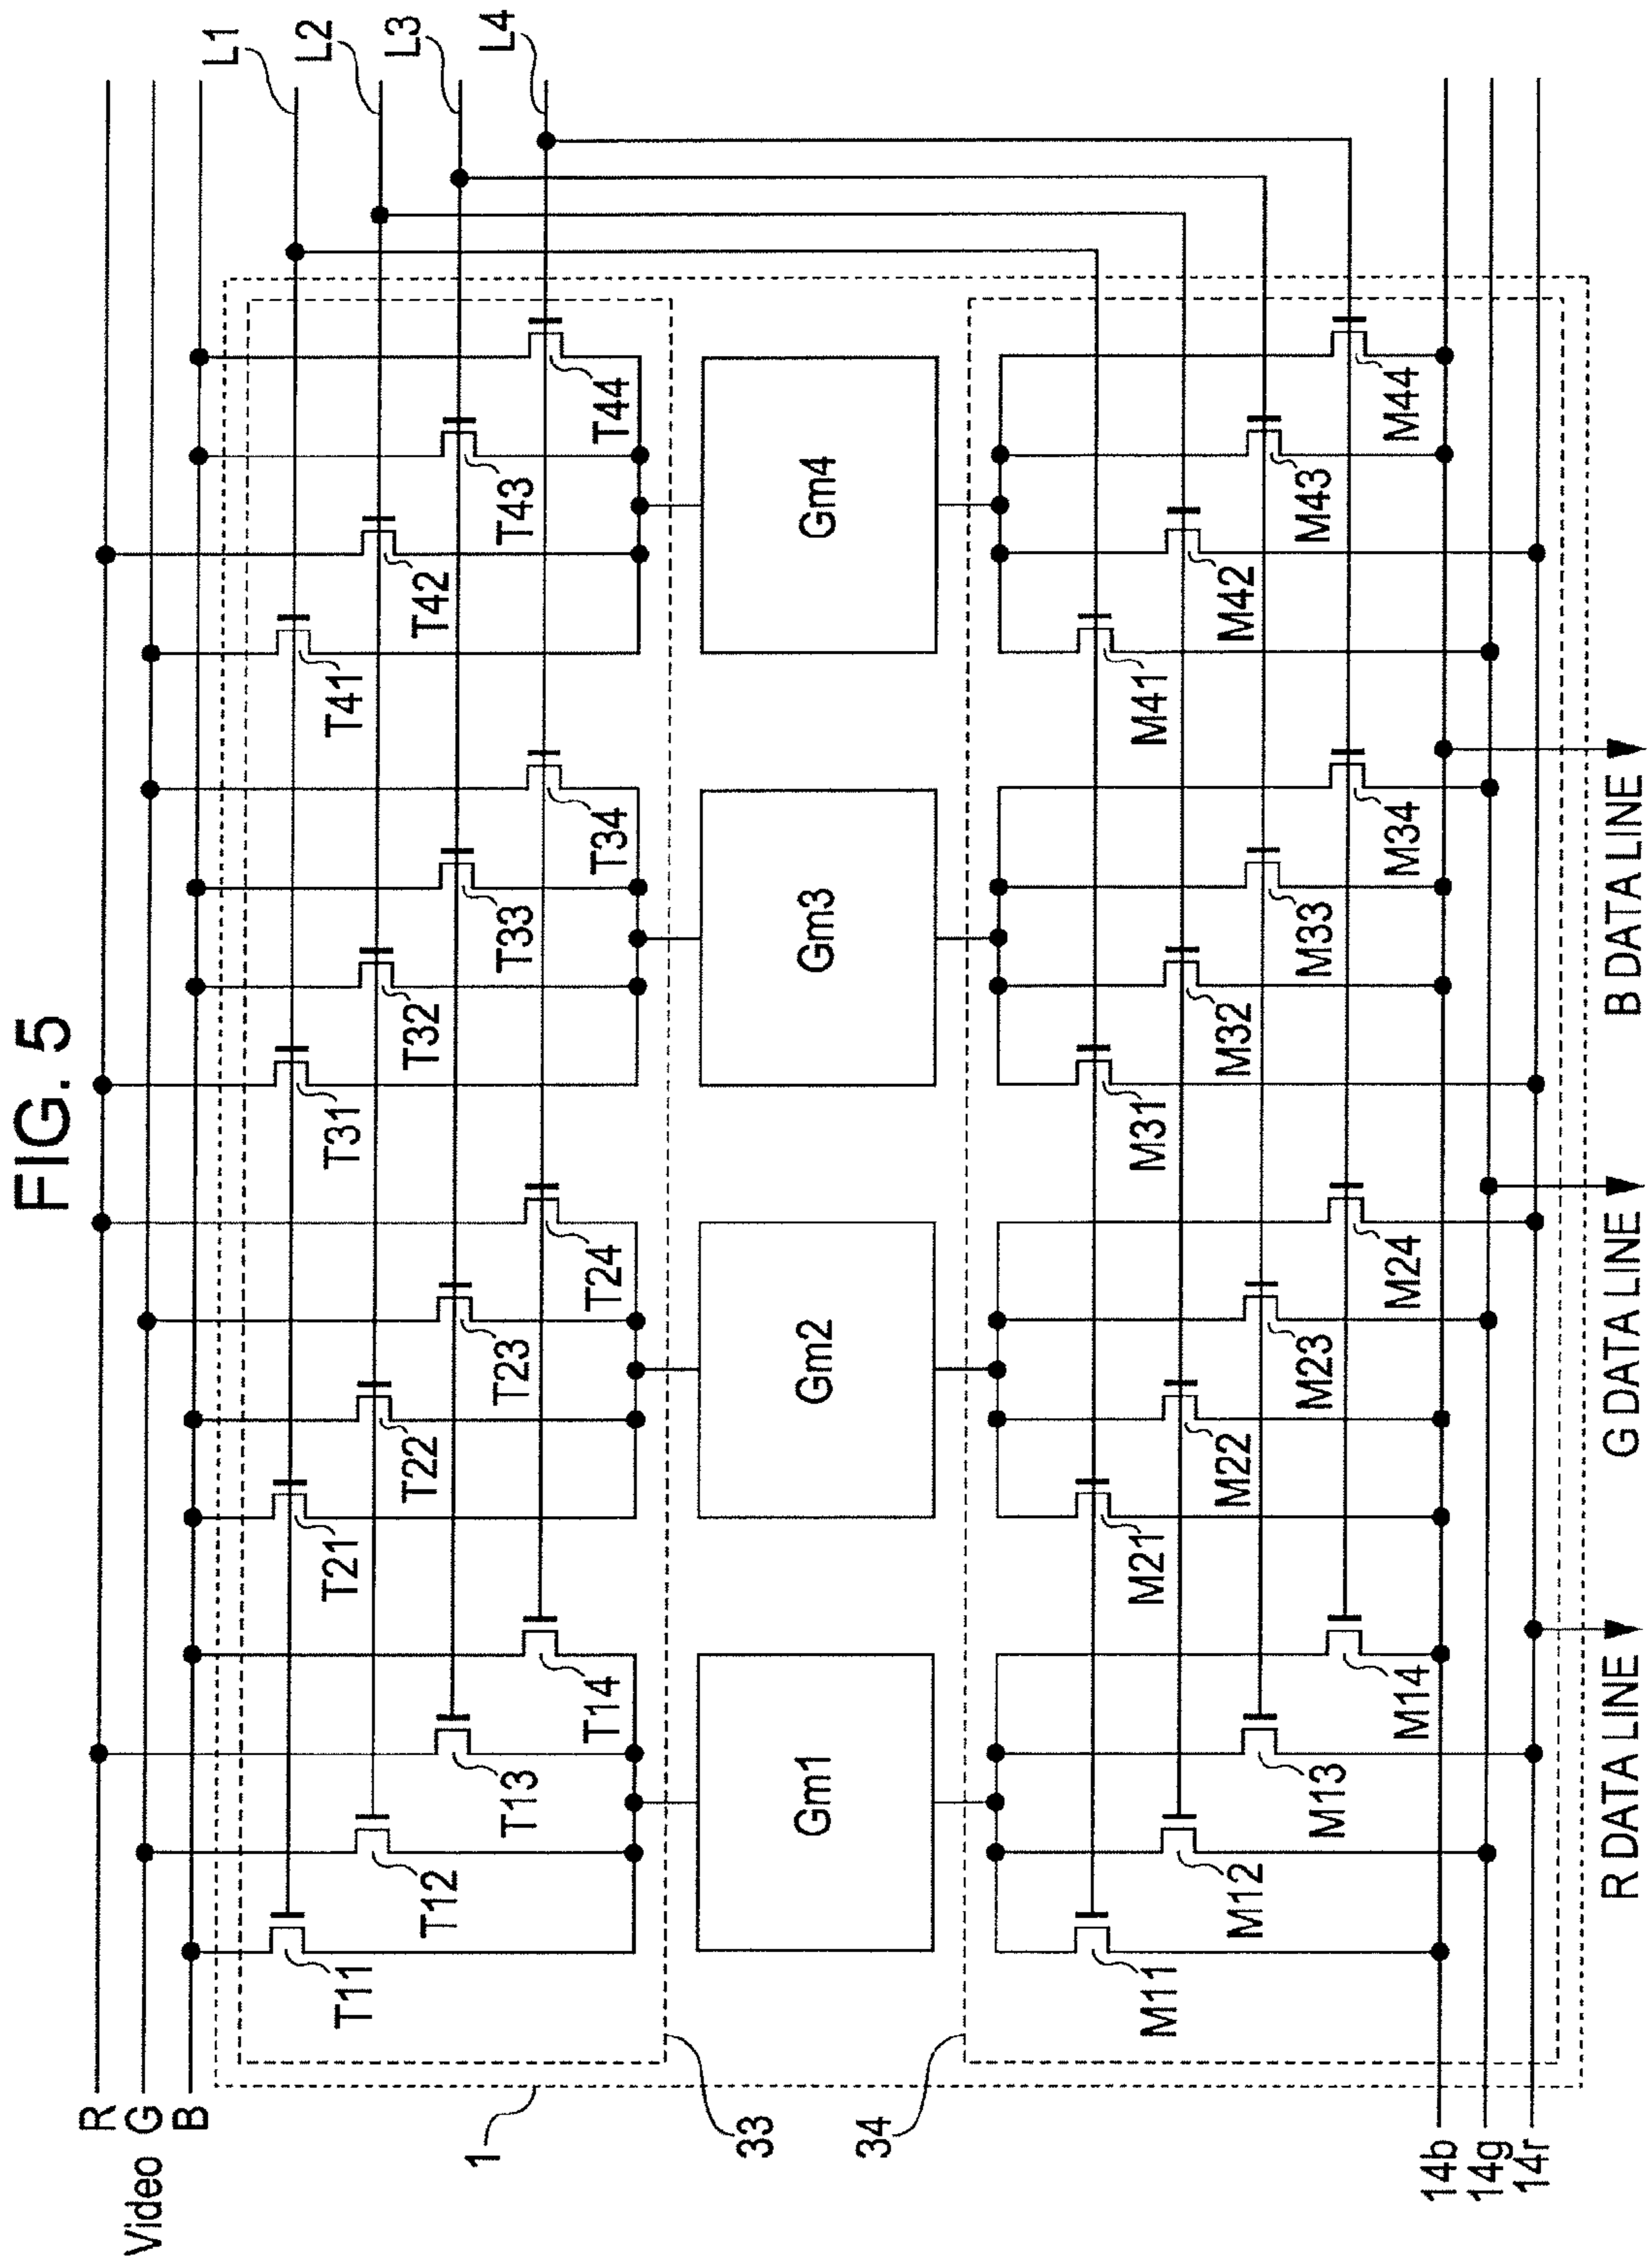 FIG. 5
Video
R
G
B
L1
L2
L3
L4
T11
T12
T13
T14
T21
T22
T23
T24
T31
T32
T33
T34
T41
T42
T43
T44
1
33
Gm1
Gm2
Gm3
Gm4
34
M11
M12
M13
M14
M21
M22
M23
M24
M31
M32
M33
M34
M41
M42
M43
M44
14b
14g
14r
R DATA LINE
G DATA LINE
B DATA LINE